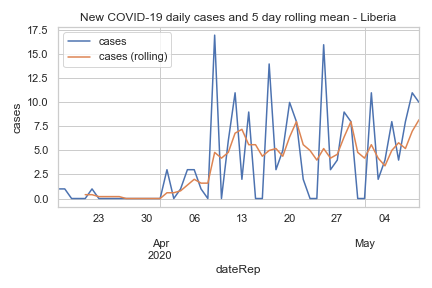 New COVID-19 daily cases and 5 day rolling mean - Liberia
cases
cases (rolling)
17.5
15.0
12.5
10.0
7.5
5.0
2.5
0.0
cases
23 30 06 13 20 27 04
Apr May
2020
dateRep